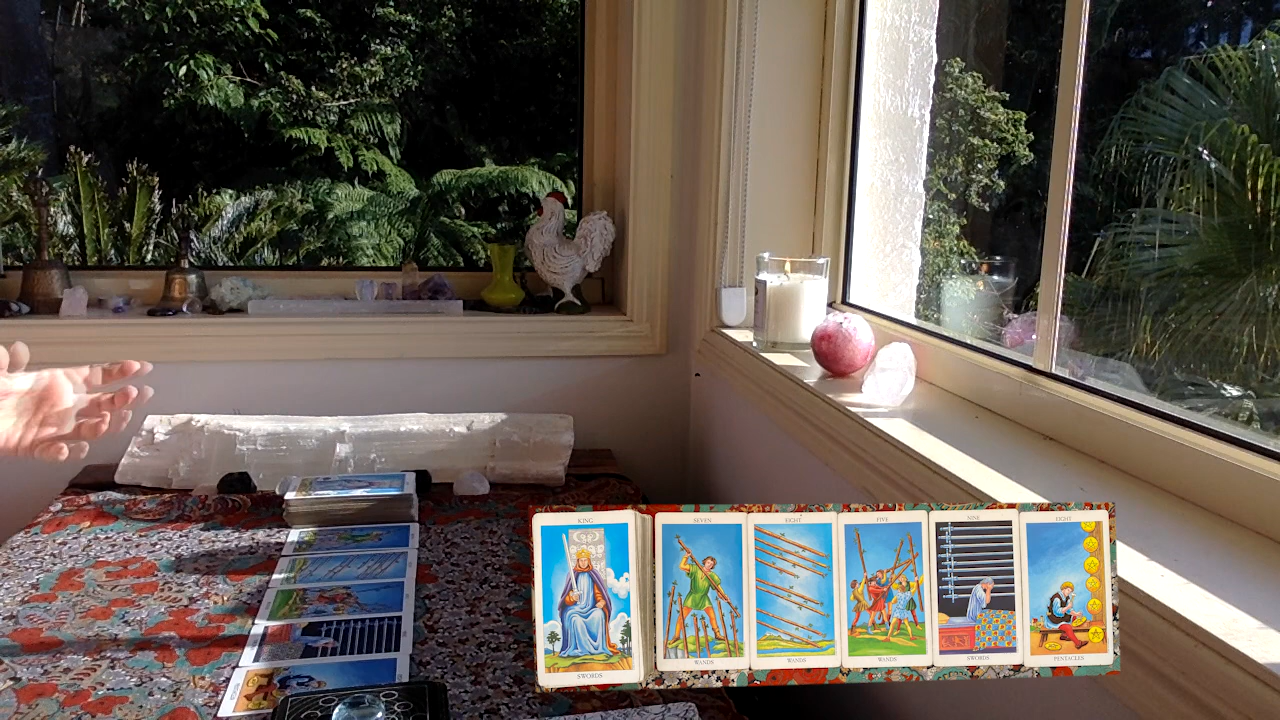 KING
SWORDS
SEVEN
WANDS
EIGHT
WANDS
FIVE
WANDS
NINE
SWORDS
EIGHT
PENTACLES